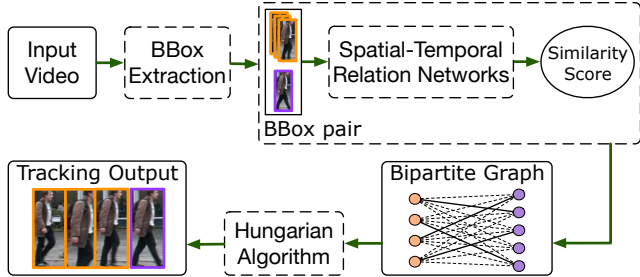 Input
Video
BBox
Extraction
Spatial-Temporal
Relation Networks
Similarity
Score
BBox pair
Tracking Output
Hungarian
Algorithm
Bipartite Graph